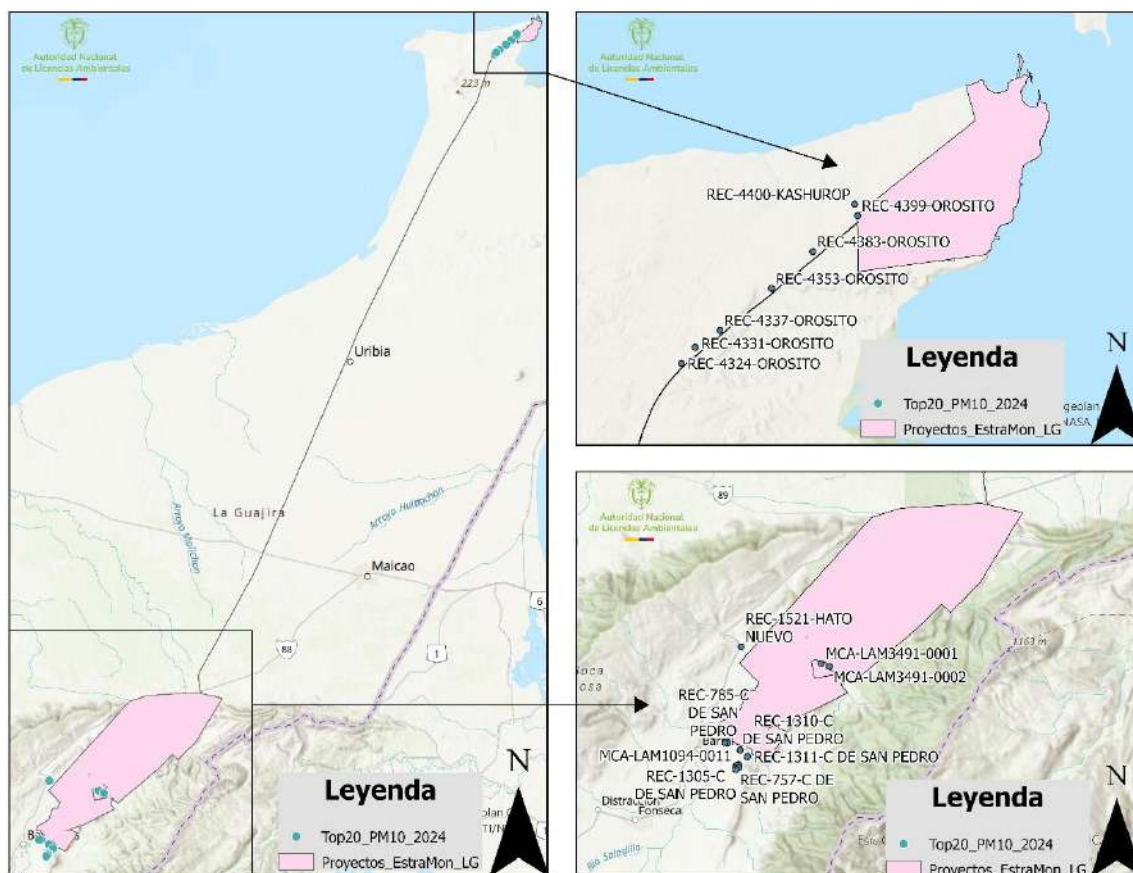 Autoridad Nacional
de Licencias Ambientales
223 m
Uribia
La Guajira
Arroyo Hurapchon
Maicao
6
88
1
N
Leyenda
Top20_PM10_2024
Proyectos_EstraMon_LG
Autoridad Nacional
de Licencias Ambientales
REC-4400-KASHUROP
REC-4399-OROSITO
REC-4383-OROSITO
REC-4353-OROSITO
REC-4337-OROSITO
REC-4331-OROSITO
REC-4324-OROSITO
N
Leyenda
Top20_PM10_2024
Proyectos_EstraMon_LG
Autoridad Nacional
de Licencias Ambientales
89
1163 m
REC-1521-HATO
NUEVO
MCA-LAM3491-0001
MCA-LAM3491-0002
REC-785-C
DE SAN
PEDRO
REC-1310-C
DE SAN PEDRO
REC-1311-C DE SAN PEDRO
MCA-LAM1094-0011
REC-1305-C
DE SAN PEDRO
REC-757-C DE
SAN PEDRO
Distracción
Fonseca
N
Leyenda
Top20_PM10_2024
Proyectos_EstraMon_LG